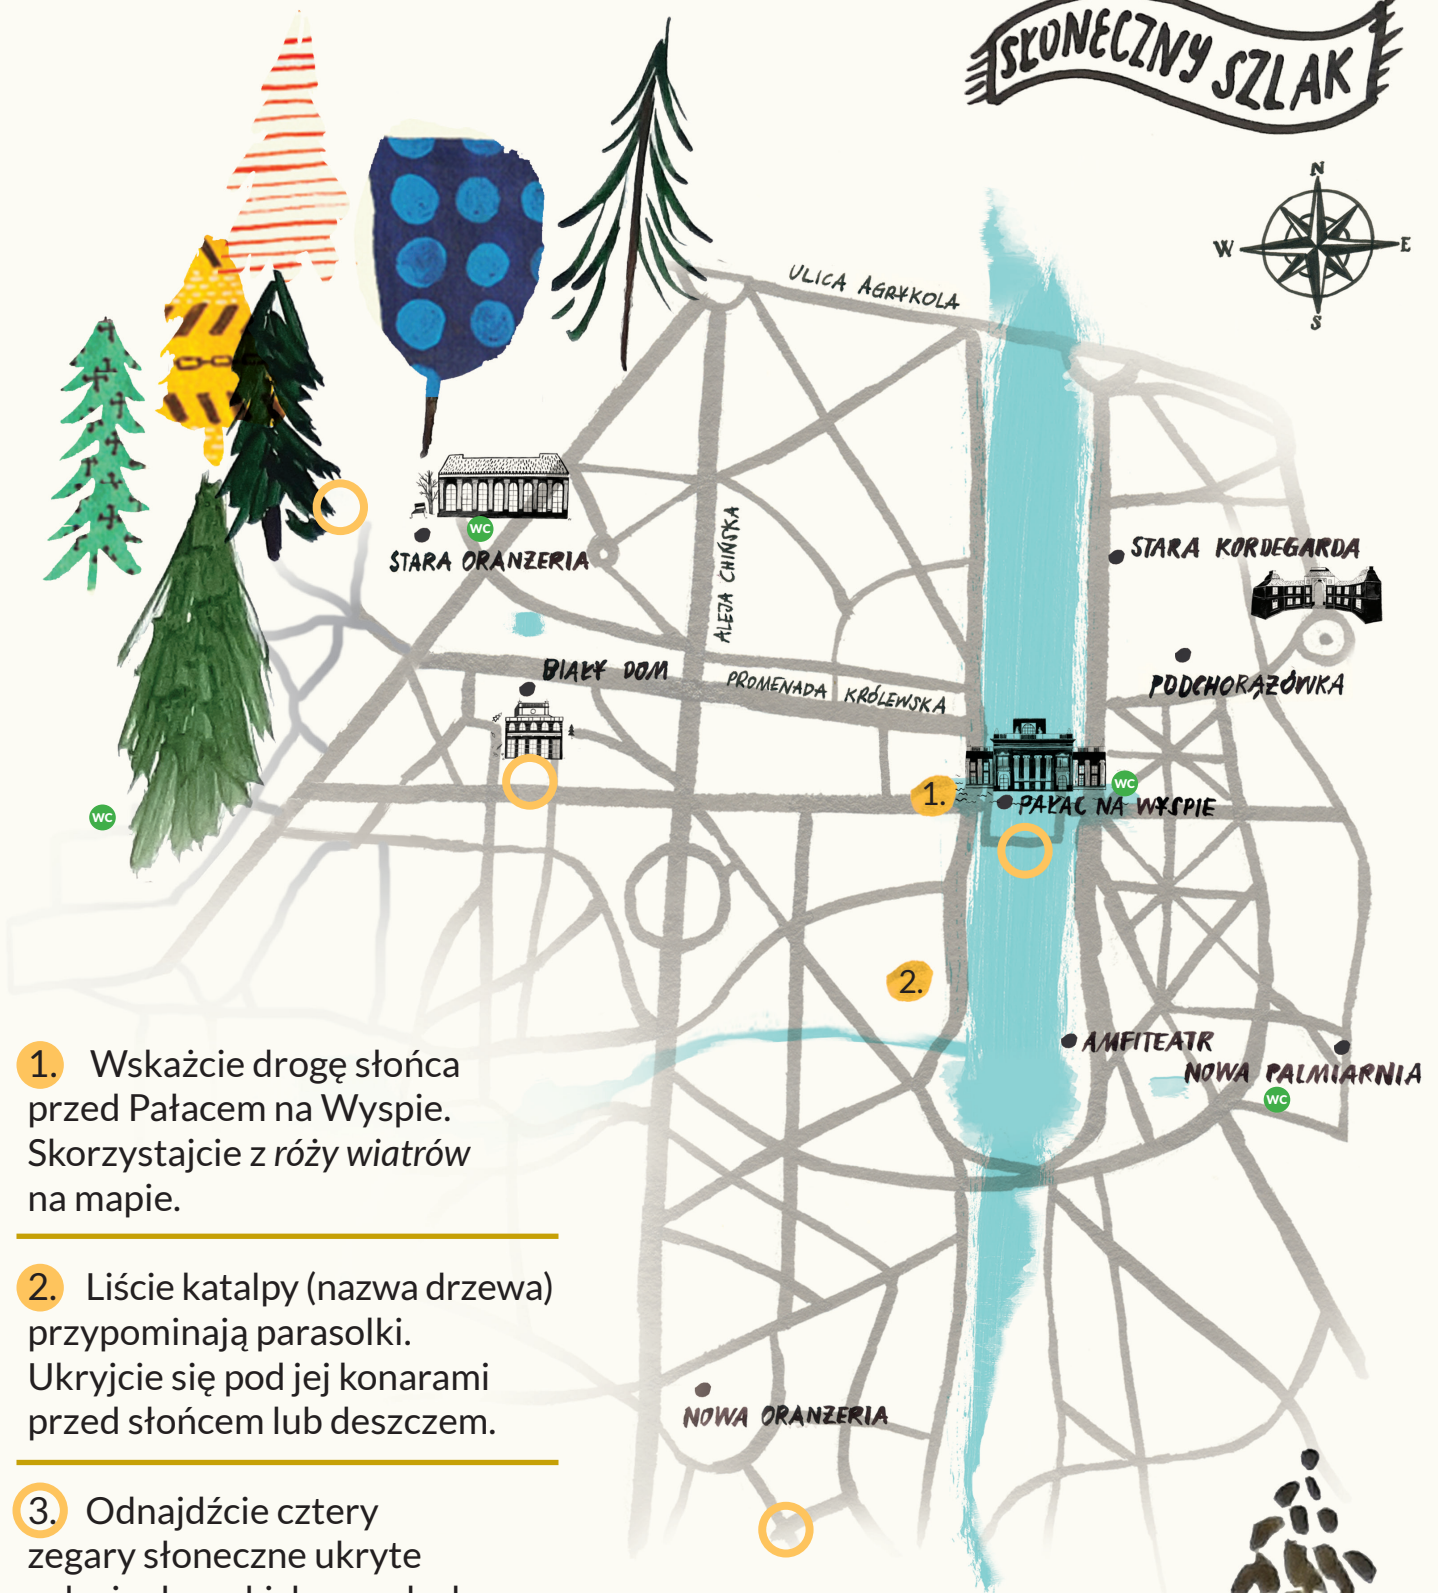 SŁONECZNY SZLAK
N
W
E
S
ULICA AGRYKOLA
ALEJA CHIŃSKA
WC
STARA ORANŻERIA
STARA KORDEGARDA
BIAŁY DOM
PROMENADA KRÓLEWSKA
PODCHORĄŻÓWKA
WC
1.
PAŁAC NA WYSPIE
WC
2.
AMFITEATR
NOWA PALMIARNIA
WC
NOWA ORANŻERIA
1. Wskażcie drogę słońca
przed Pałacem na Wyspie.
Skorzystajcie z róży wiatrów
na mapie.
2. Liście katalpy (nazwa drzewa)
przypominają parasolki.
Ukryjcie się pod jej konarami
przed słońcem lub deszczem.
3. Odnajdźcie cztery
zegary słoneczne ukryte